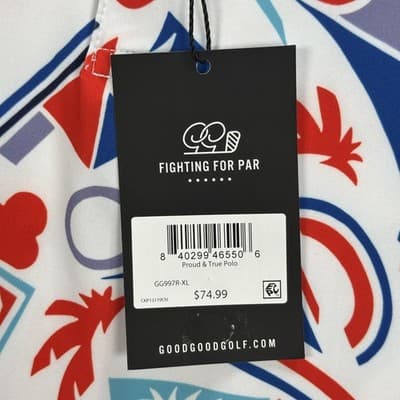 FIGHTING FOR PAR
8 40299 46550 6
Proud & True Polo
GG997R-XL
$74.99
GOODGOODGOLF.COM